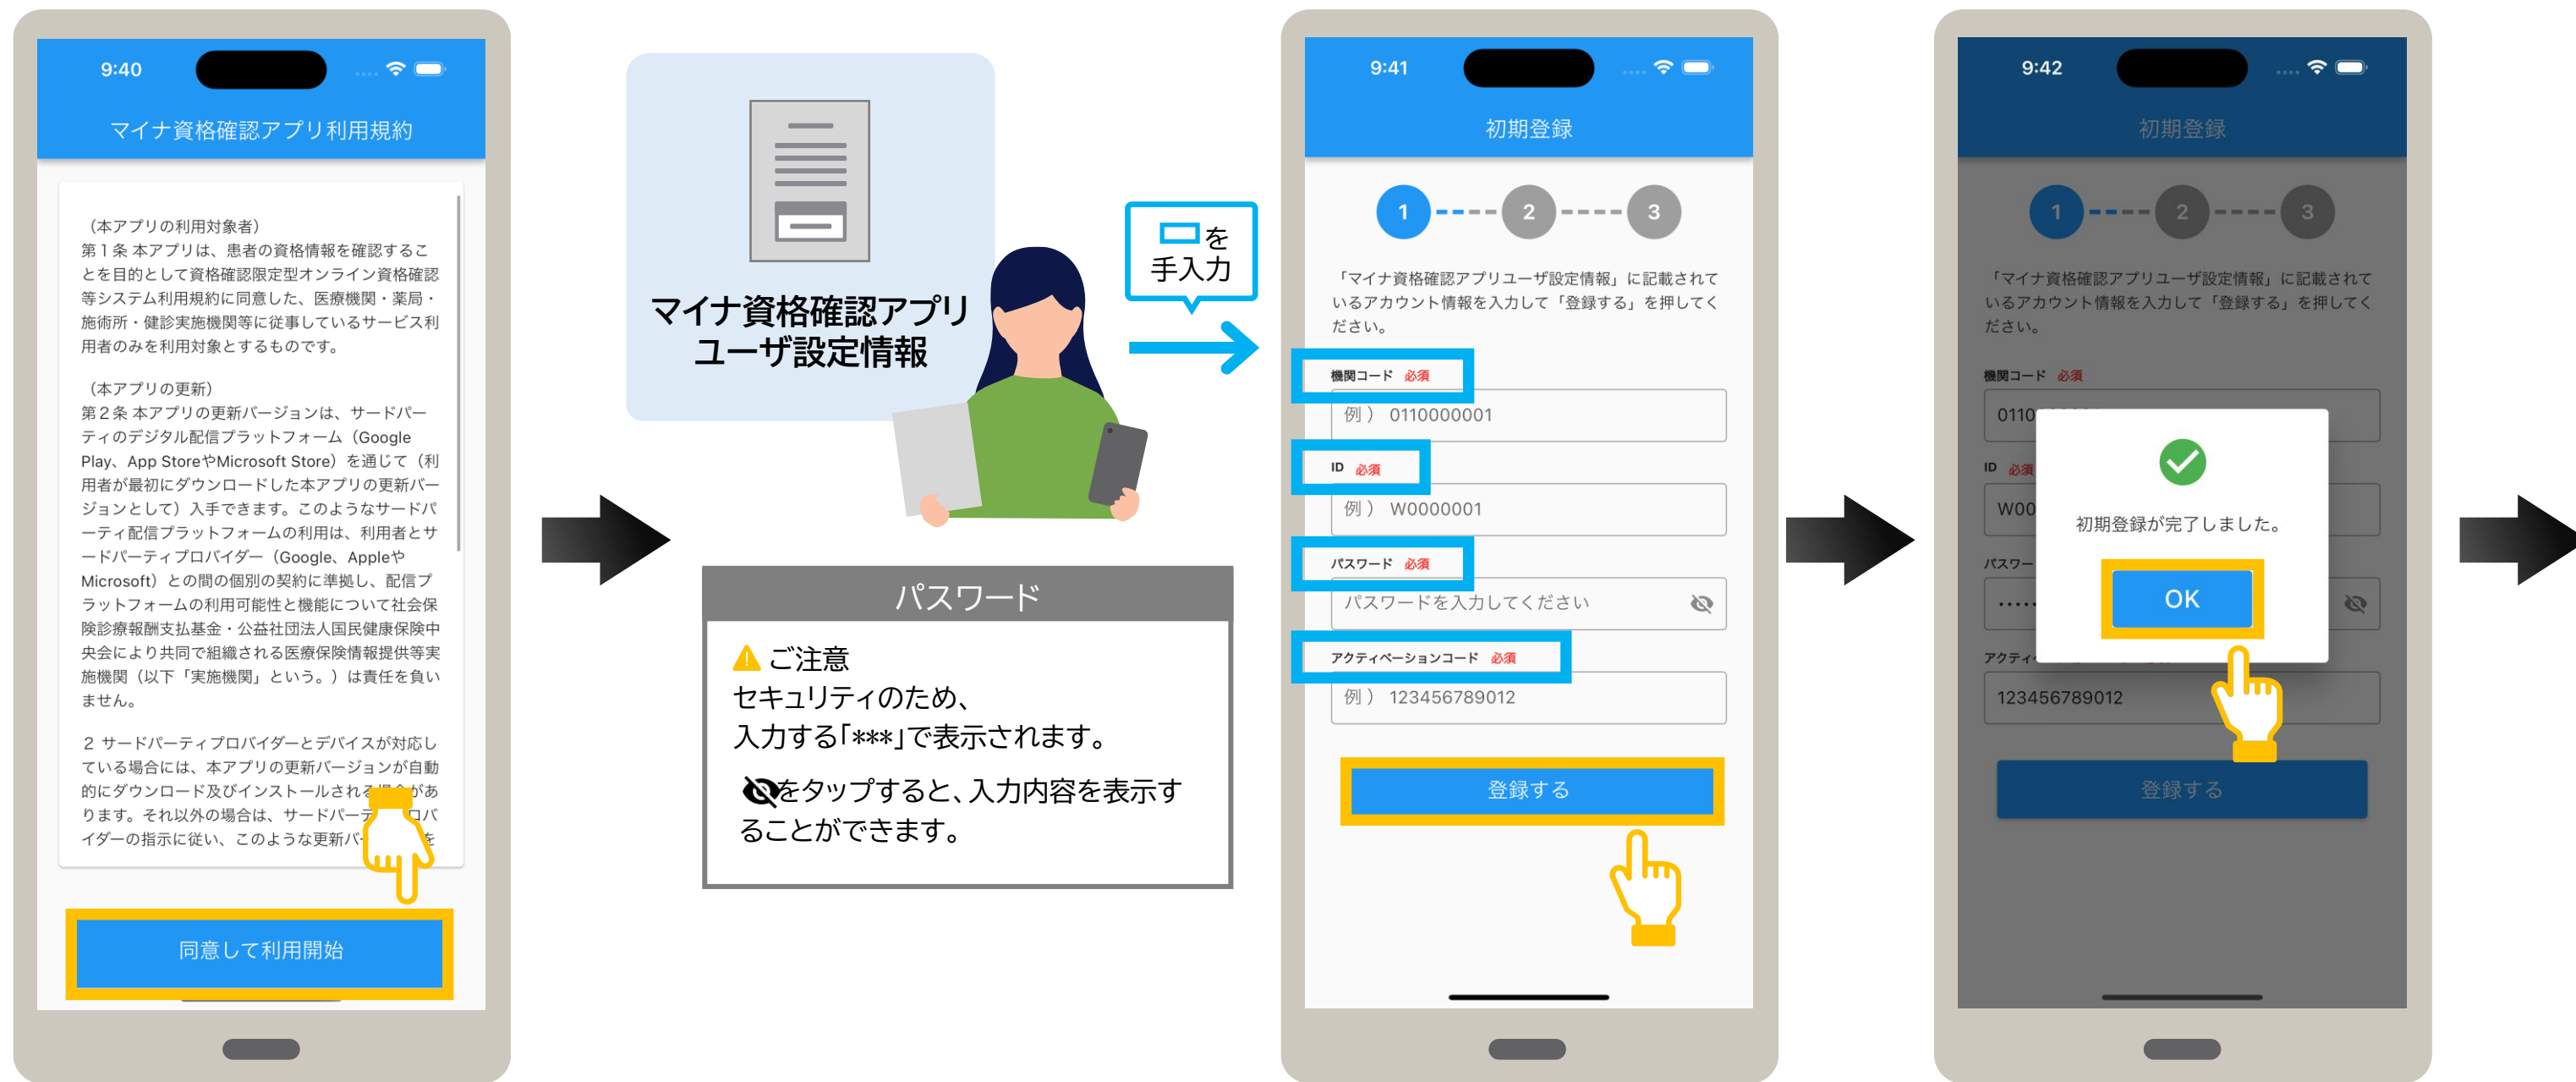 9:40
マイナ資格確認アプリ利用規約
（本アプリの利用対象者）
第１条 本アプリは、患者の資格情報を確認するこ
とを目的として資格確認限定型オンライン資格確認
等システム利用規約に同意した、医療機関・薬局・
施術所・健診実施機関等に従事しているサービス利
用者のみを利用対象とするものです。
（本アプリの更新）
第２条 本アプリの更新バージョンは、サードパー
ティのデジタル配信プラットフォーム（Google
Play、App StoreやMicrosoft Store）を通じて（利
用者が最初にダウンロードした本アプリの更新バー
ジョンとして）入手できます。このようなサードパ
ーティ配信プラットフォームの利用は、利用者とサ
ードパーティプロバイダー（Google、Appleや
Microsoft）との間の個別の契約に準拠し、配信プ
ラットフォームの利用可能性と機能について社会保
険診療報酬支払基金・公益社団法人国民健康保険中
央会により共同で組織される医療保険情報提供等実
施機関（以下「実施機関」という。）は責任を負い
ません。
２ サードパーティプロバイダーとデバイスが対応し
ている場合には、本アプリの更新バージョンが自動
的にダウンロード及びインストールされる場合があ
ります。それ以外の場合は、サードパーテ ロバ
イダーの指示に従い、このような更新バ を
同意して利用開始
マイナ資格確認アプリ
ユーザ設定情報
を
手入力
パスワード
ご注意
セキュリティのため、
入力する「***」で表示されます。
をタップすると、入力内容を表示す
ることができます。
9:41
初期登録
1 2 3
「マイナ資格確認アプリユーザ設定情報」に記載されて
いるアカウント情報を入力して「登録する」を押してく
ださい。
機関コード 必須
例） 0110000001
ID 必須
例） W0000001
パスワード 必須
パスワードを入力してください
アクティベーションコード 必須
例） 123456789012
登録する
9:42
初期登録
1 2 3
「マイナ資格確認アプリユーザ設定情報」に記載されて
いるアカウント情報を入力して「登録する」を押してく
ださい。
機関コード 必須
0110
ID 必須
W00
初期登録が完了しました。
パスワー
OK
アクティ
123456789012
登録する